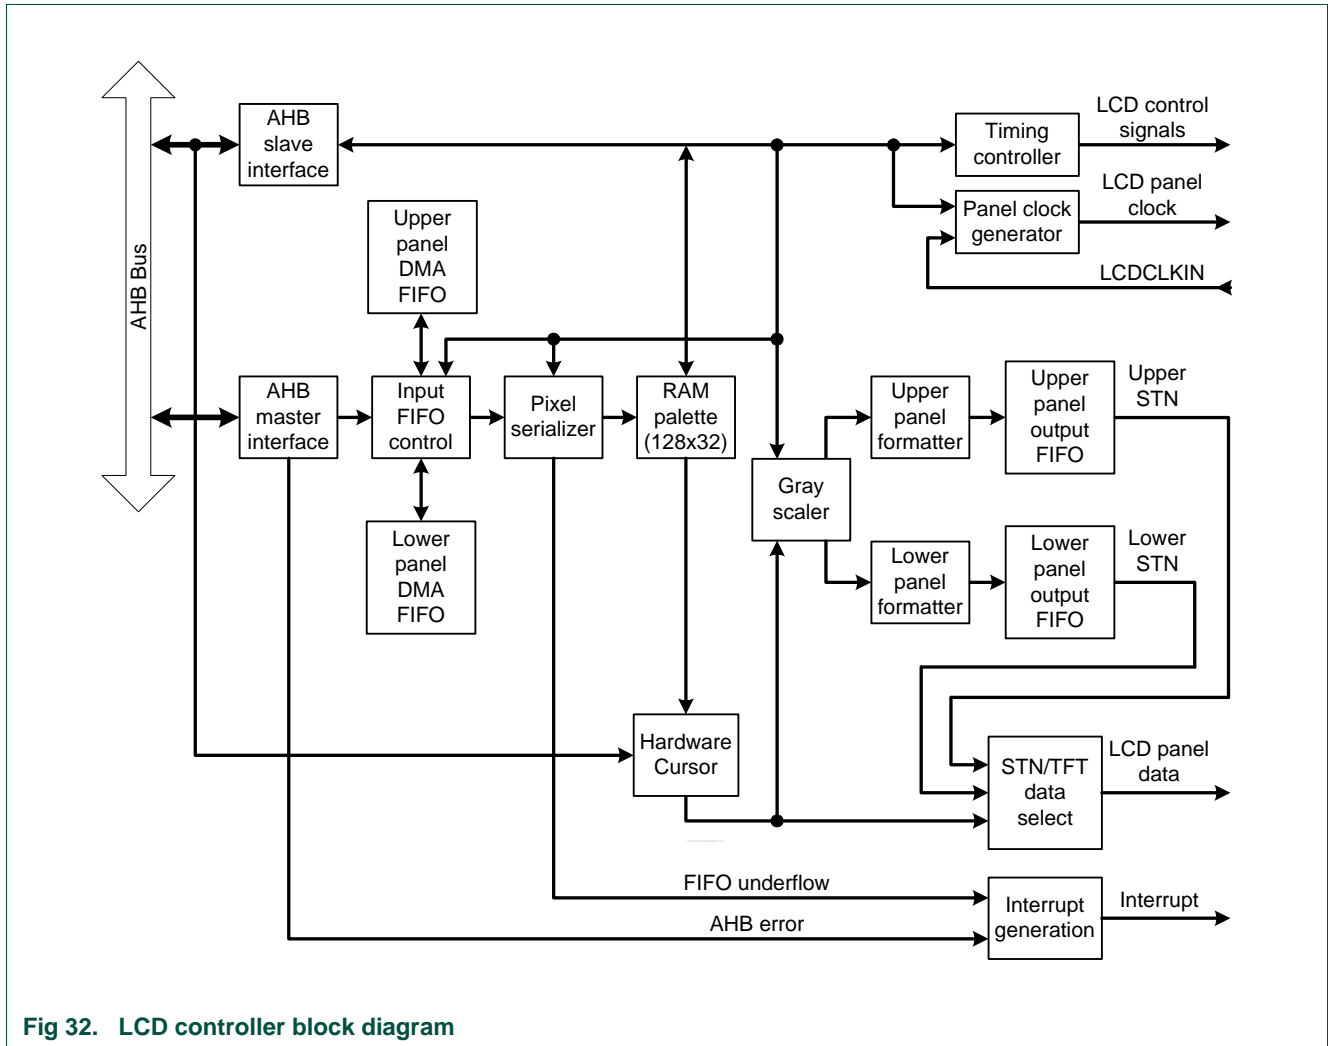 AHB Bus
AHB
slave
interface
Timing
controller
LCD control
signals
Panel clock
generator
LCD panel
clock
LCDCLKIN
Upper
panel
DMA
FIFO
AHB
master
interface
Input
FIFO
control
Pixel
serializer
RAM
palette
(128x32)
Lower
panel
DMA
FIFO
Gray
scaler
Upper
panel
formatter
Upper
panel
output
FIFO
Upper
STN
Lower
panel
formatter
Lower
panel
output
FIFO
Lower
STN
Hardware
Cursor
STN/TFT
data
select
LCD panel
data
FIFO underflow
AHB error
Interrupt
generation
Interrupt
Fig 32. LCD controller block diagram